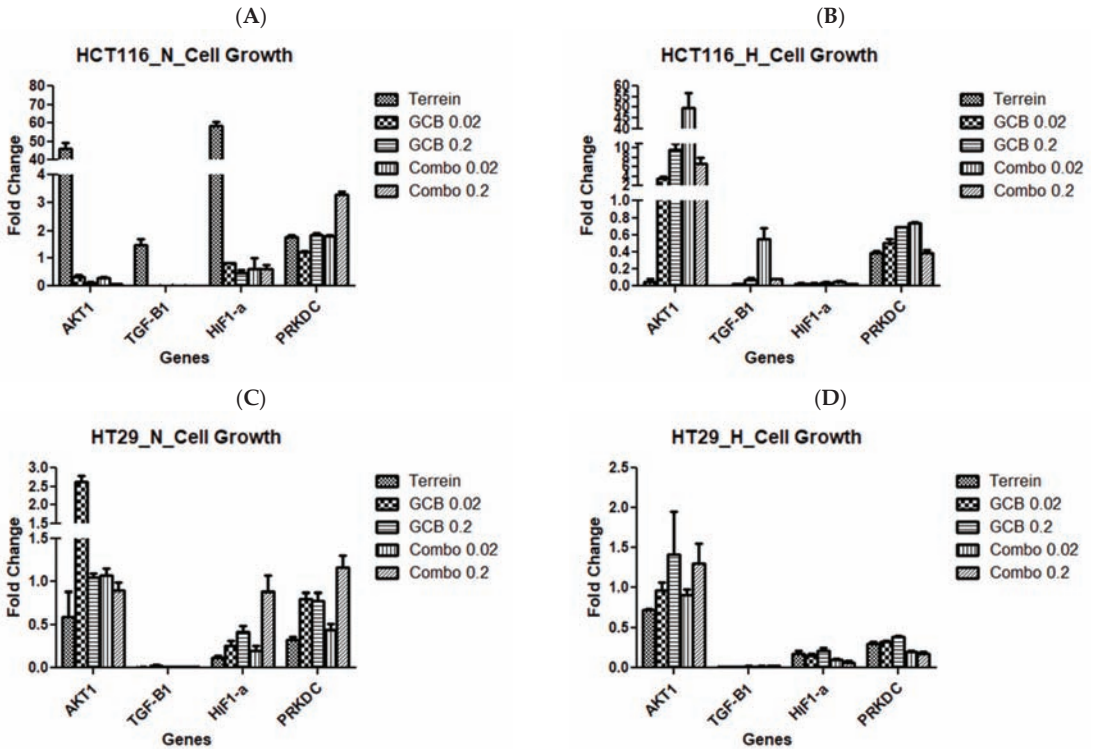 (A)
HCT116_N_Cell Growth
Fold Change
80
70
60
50
40
4
3
2
1
0
AKT1
TGF-B1
HjF1-a
PRKDC
Genes
Terrein
GCB 0.02
GCB 0.2
Combo 0.02
Combo 0.2
(B)
HCT116_H_Cell Growth
Fold Change
60
55
50
45
40
10
8
6
4
2
1.0
0.8
0.6
0.4
0.2
0.0
AKT1
TGF-B1
HjF1-a
PRKDC
Genes
Terrein
GCB 0.02
GCB 0.2
Combo 0.02
Combo 0.2
(C)
HT29_N_Cell Growth
Fold Change
3.0
2.5
2.0
1.5
1.5
1.0
0.5
0.0
AKT1
TGF-B1
HjF1-a
PRKDC
Genes
Terrein
GCB 0.02
GCB 0.2
Combo 0.02
Combo 0.2
(D)
HT29_H_Cell Growth
Fold Change
2.5
2.0
1.5
1.0
0.5
0.0
AKT1
TGF-B1
HjF1-a
PRKDC
Genes
Terrein
GCB 0.02
GCB 0.2
Combo 0.02
Combo 0.2